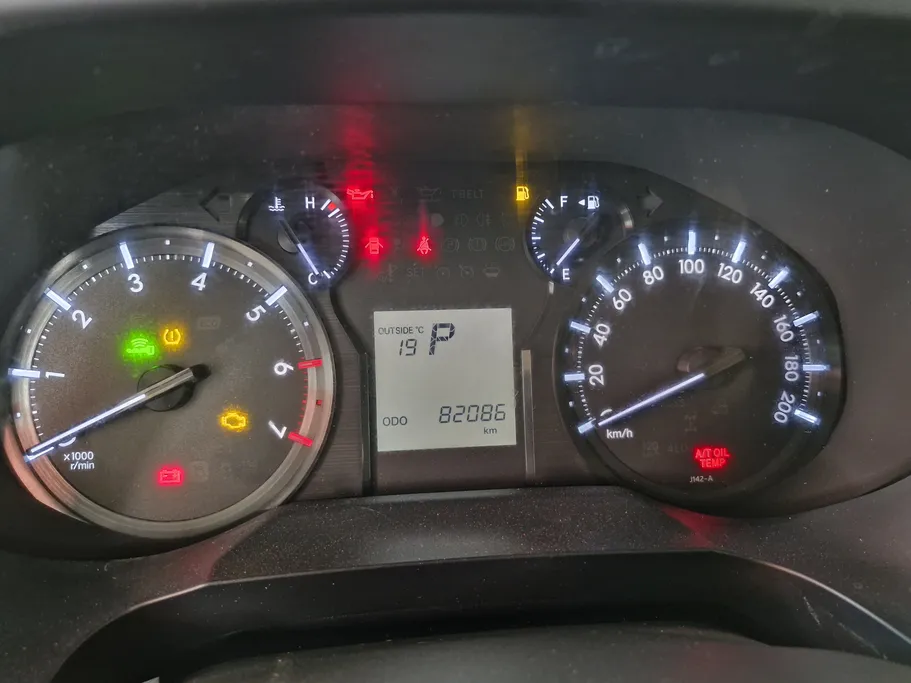 H
C
F
E
1
2
3
4
5
6
7
x1000
r/min
OUTSIDE °C
19 P
ODO 82086
km
20
40
60
80
100
120
140
160
180
200
km/h
A/T OIL
TEMP
J142-A
SET